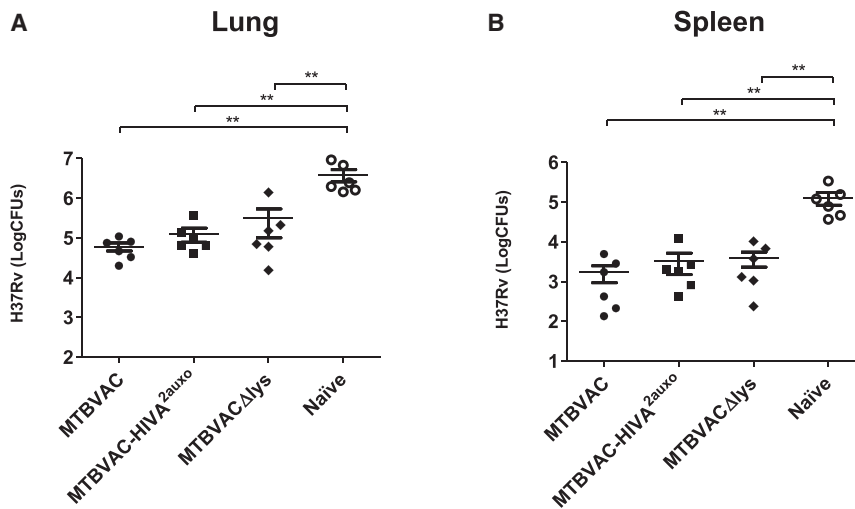 A
Lung
**
**
**
7
6
5
4
3
2
H37Rv (LogCFUs)
MTBVAC
MTBVAC-HIVA2auxo
MTBVACΔlys
Naïve
B
Spleen
**
**
**
6
5
4
3
2
1
H37Rv (LogCFUs)
MTBVAC
MTBVAC-HIVA2auxo
MTBVACΔlys
Naïve